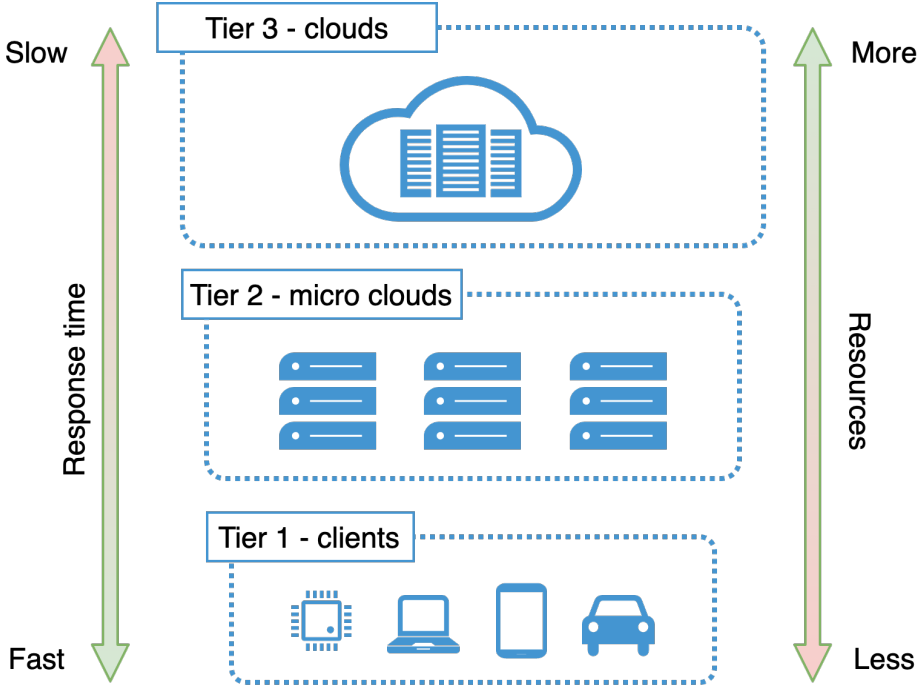 Tier 3 - clouds
Slow
More
Tier 2 - micro clouds
Response time
Resources
Tier 1 - clients
Fast
Less